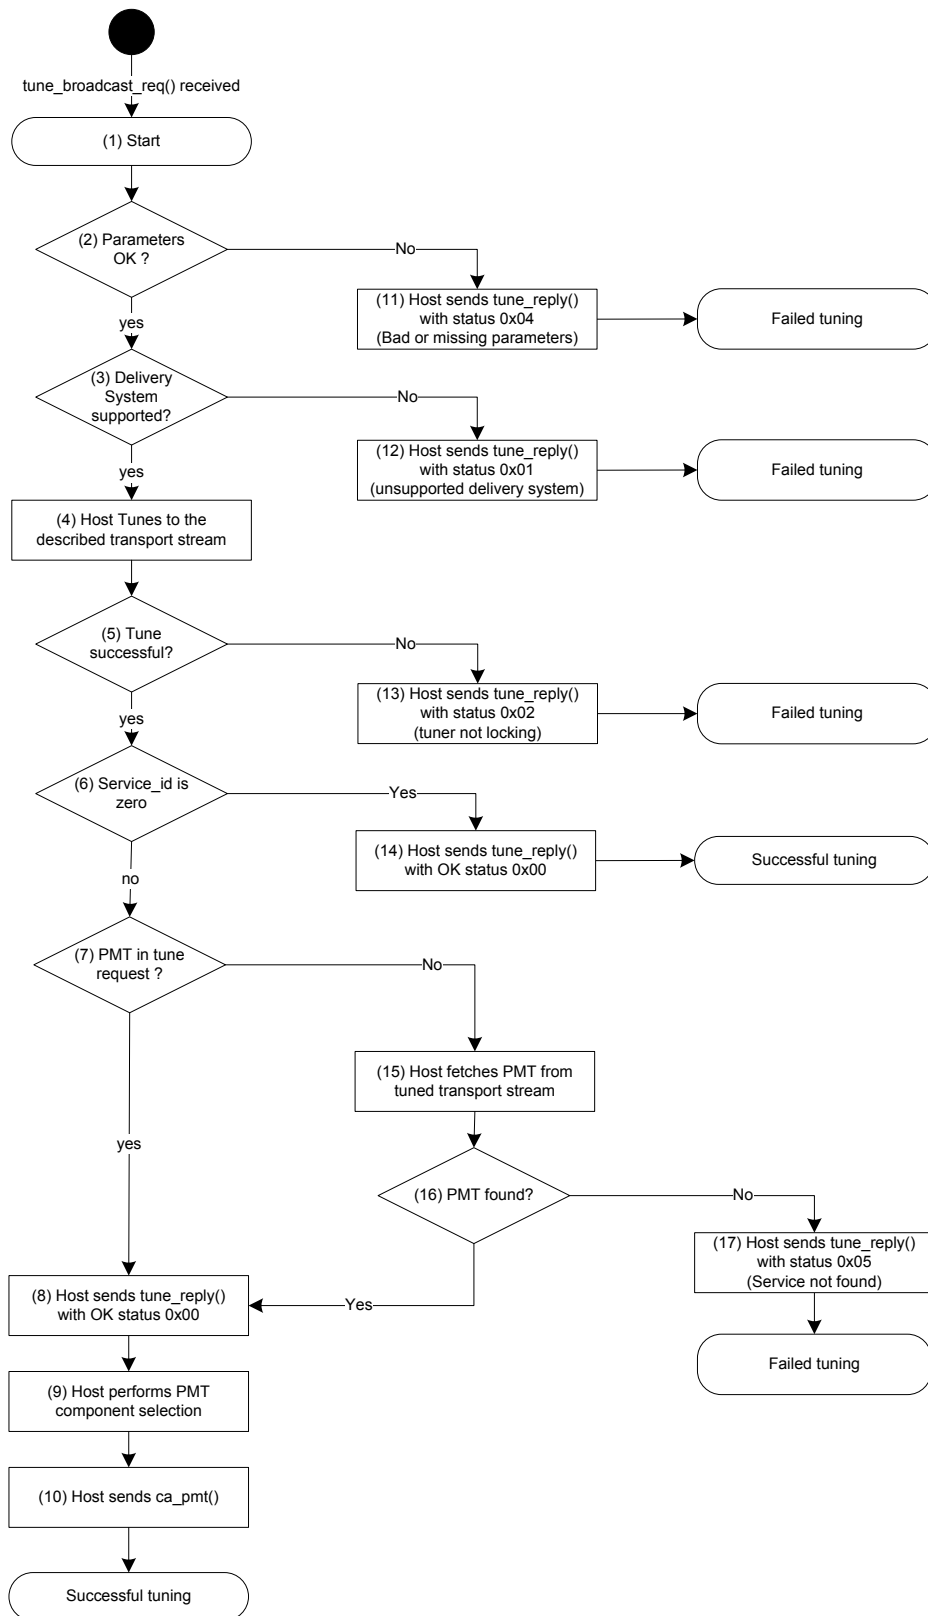 tune_broadcast_req() received
(1) Start
(2) Parameters
OK ?
No
(11) Host sends tune_reply()
with status 0x04
(Bad or missing parameters)
Failed tuning
yes
(3) Delivery
System
supported?
No
(12) Host sends tune_reply()
with status 0x01
(unsupported delivery system)
Failed tuning
yes
(4) Host Tunes to the
described transport stream
(5) Tune
successful?
No
(13) Host sends tune_reply()
with status 0x02
(tuner not locking)
Failed tuning
yes
(6) Service_id is
zero
Yes
(14) Host sends tune_reply()
with OK status 0x00
Successful tuning
no
(7) PMT in tune
request ?
No
(15) Host fetches PMT from
tuned transport stream
yes
(16) PMT found?
No
(17) Host sends tune_reply()
with status 0x05
(Service not found)
Failed tuning
Yes
(8) Host sends tune_reply()
with OK status 0x00
(9) Host performs PMT
component selection
(10) Host sends ca_pmt()
Successful tuning